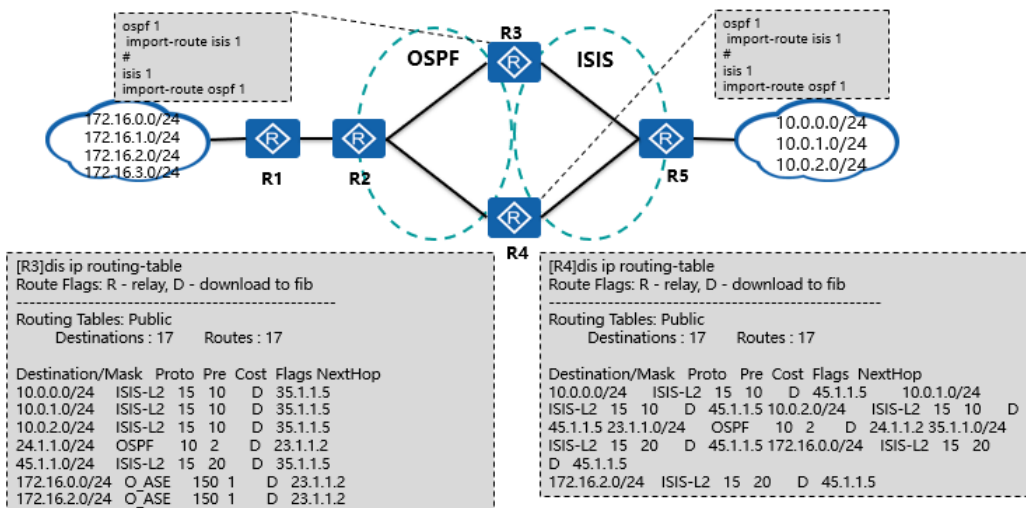 ospf 1
import-route isis 1
#
isis 1
import-route ospf 1
ospf 1
import-route isis 1
#
isis 1
import-route ospf 1
R3
OSPF
ISIS
172.16.0.0/24
172.16.1.0/24
172.16.2.0/24
172.16.3.0/24
R
R
R
R
R
10.0.0.0/24
10.0.1.0/24
10.0.2.0/24
R1
R2
R5
R4
[R3]dis ip routing-table
Route Flags: R - relay, D - download to fib
------------------------------------------------
Routing Tables: Public
Destinations : 17 Routes : 17
Destination/Mask Proto Pre Cost Flags NextHop
10.0.0.0/24 ISIS-L2 15 10 D 35.1.1.5
10.0.1.0/24 ISIS-L2 15 10 D 35.1.1.5
10.0.2.0/24 ISIS-L2 15 10 D 35.1.1.5
24.1.1.0/24 OSPF 10 2 D 23.1.1.2
45.1.1.0/24 ISIS-L2 15 20 D 35.1.1.5
172.16.0.0/24 O_ASE 150 1 D 23.1.1.2
172.16.2.0/24 O_ASE 150 1 D 23.1.1.2
[R4]dis ip routing-table
Route Flags: R - relay, D - download to fib
------------------------------------------------
Routing Tables: Public
Destinations : 17 Routes : 17
Destination/Mask Proto Pre Cost Flags NextHop
10.0.0.0/24 ISIS-L2 15 10 D 45.1.1.5 10.0.1.0/24
ISIS-L2 15 10 D 45.1.1.5 10.0.2.0/24 ISIS-L2 15 10 D
45.1.1.5 23.1.1.0/24 OSPF 10 2 D 24.1.1.2 35.1.1.0/24
ISIS-L2 15 20 D 45.1.1.5 172.16.0.0/24 ISIS-L2 15 20
D 45.1.1.5
172.16.2.0/24 ISIS-L2 15 20 D 45.1.1.5